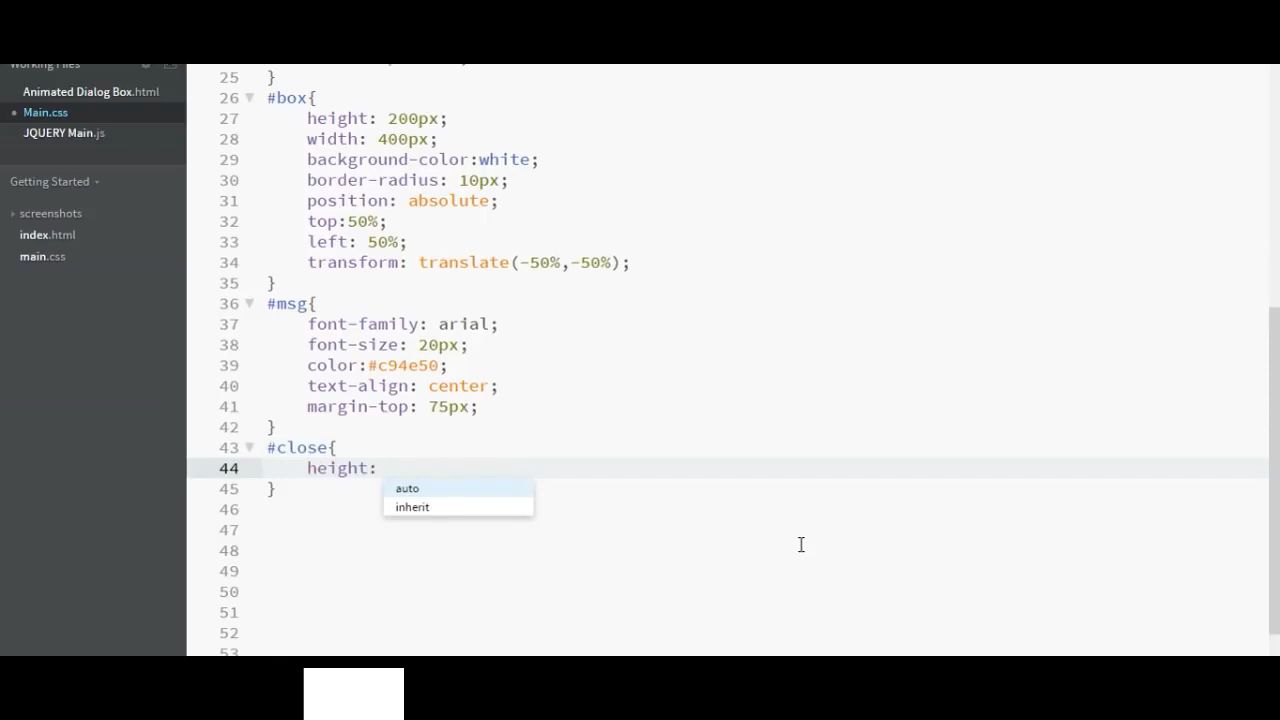 Working Files
Animated Dialog Box.html
Main.css
JQUERY Main.js
Getting Started
screenshots
index.html
main.css
25 }
26 #box{
27 height: 200px;
28 width: 400px;
29 background-color:white;
30 border-radius: 10px;
31 position: absolute;
32 top:50%;
33 left: 50%;
34 transform: translate(-50%,-50%);
35 }
36 #msg{
37 font-family: arial;
38 font-size: 20px;
39 color:#c94e50;
40 text-align: center;
41 margin-top: 75px;
42 }
43 #close{
44 height:
45 }
auto
inherit
46
47
48
49
50
51
52
53